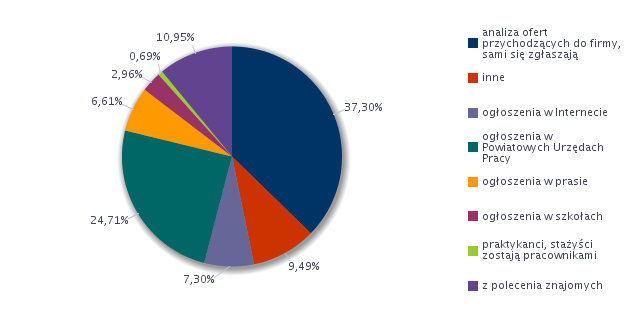 10,95%
0,69%
2,96%
6,61%
37,30%
24,71%
9,49%
7,30%
analiza ofert
przychodzących do firmy,
sami się zgłaszają
inne
ogłoszenia w Internecie
ogłoszenia w
Powiatowych Urzędach
Pracy
ogłoszenia w prasie
ogłoszenia w szkołach
praktykanci, stażyści
zostają pracownikami
z polecenia znajomych